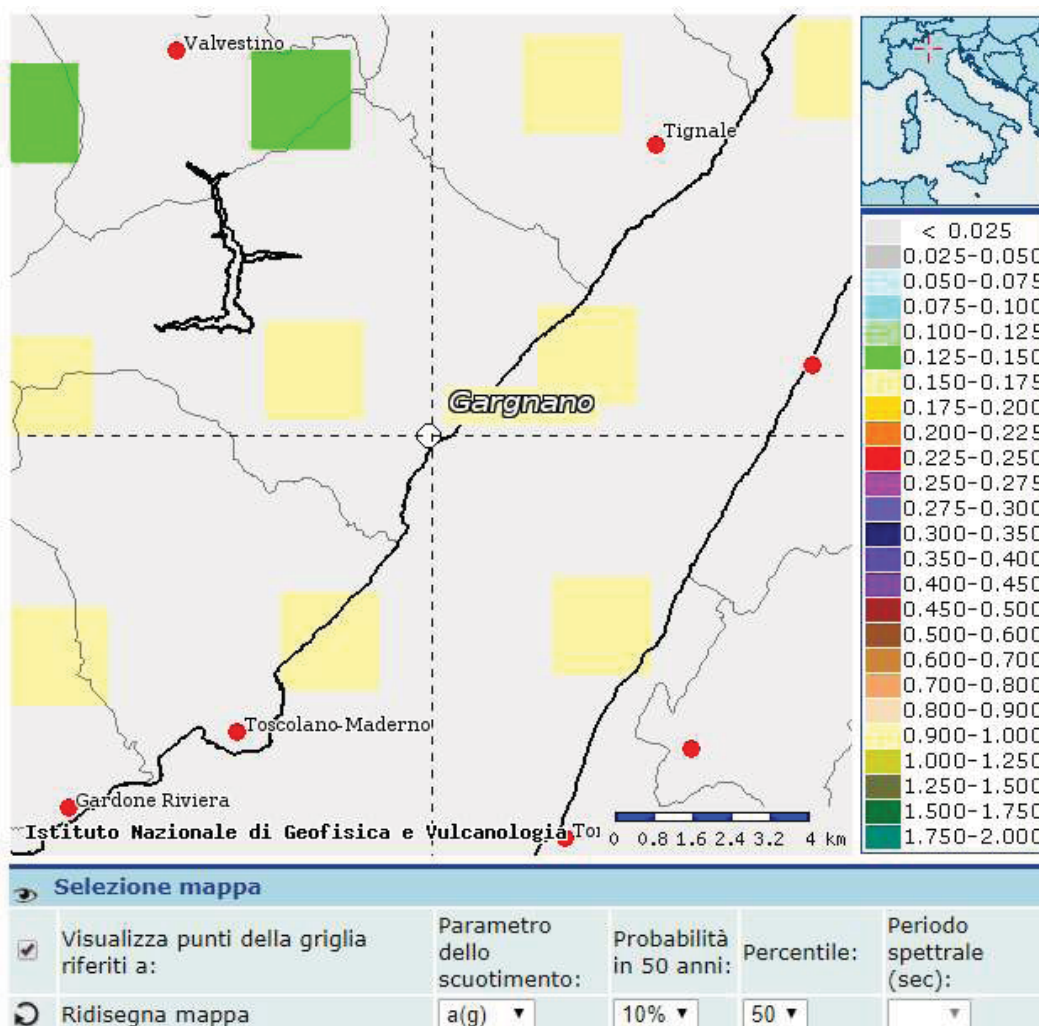 Valvestino
Tignale
Gargnano
Toscolano-Maderno
Gardone Riviera
Istituto Nazionale di Geofisica e Vulcanologia
Tor
0 0.8 1.6 2.4 3.2 4 km
< 0.025
0.025-0.050
0.050-0.075
0.075-0.100
0.100-0.125
0.125-0.150
0.150-0.175
0.175-0.200
0.200-0.225
0.225-0.250
0.250-0.275
0.275-0.300
0.300-0.350
0.350-0.400
0.400-0.450
0.450-0.500
0.500-0.600
0.600-0.700
0.700-0.800
0.800-0.900
0.900-1.000
1.000-1.250
1.250-1.500
1.500-1.750
1.750-2.000
Selezione mappa
Visualizza punti della griglia
riferiti a:
Parametro
dello
scuotimento:
Probabilità
in 50 anni:
Percentile:
Periodo
spettrale
(sec):
Ridisegna mappa
a(g)
10%
50